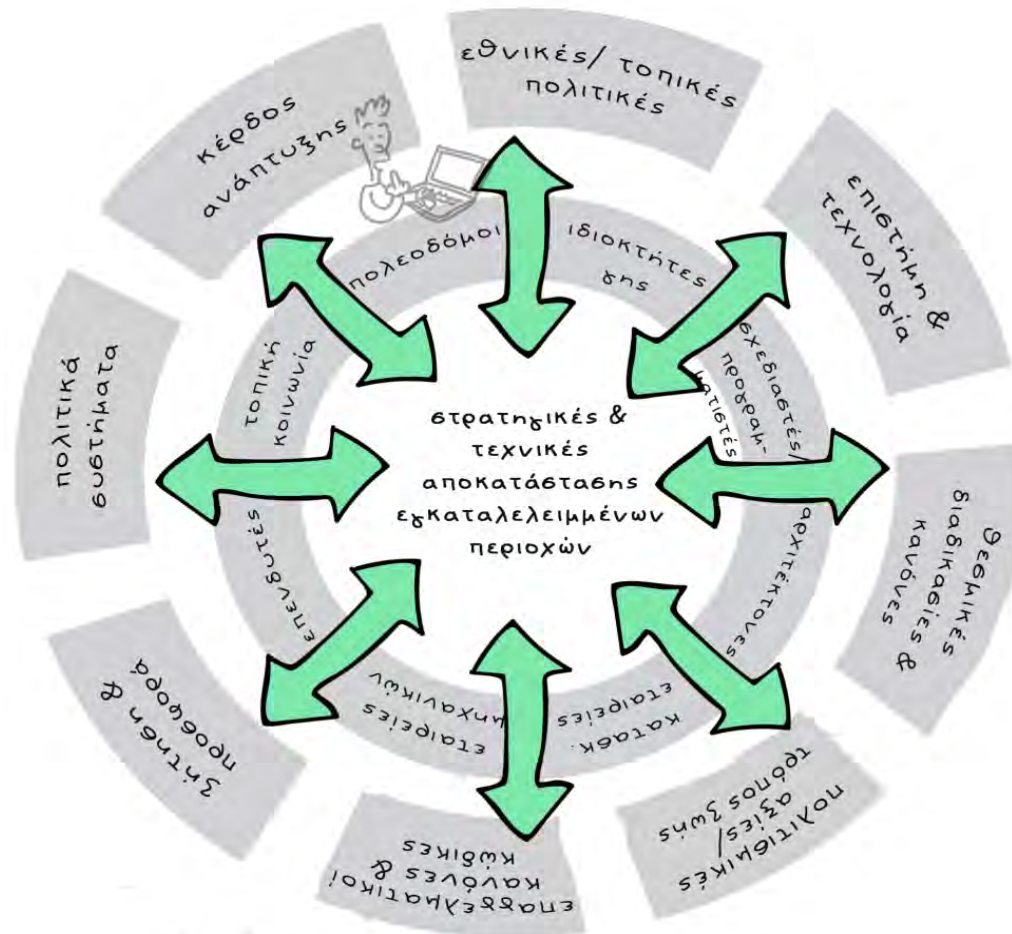 εθνικές/ τοπικές
πολιτικές
επιστήμη &
τεχνολογία
θεσμικές
διαδικασίες &
κανόνες
πολιτισμικές
αξίες/
τρόπος ζωής
επαγγελματικοί
κανόνες &
κώδικες
ζήτηση &
προσφορά
πολιτικά
συστήματα
κέρδος
ανάπτυξης
πολεοδόμοι
ιδιοκτήτες
γης
σχεδιαστές/
προγραμ-
ματιστές
αρχιτέκτονες
κατασκ.
εταιρείες
εταιρείες
μηχανικών
επενδυτές
τοπική
κοινωνία
στρατηγικές &
τεχνικές
αποκατάστασης
εγκαταλελειμμένων
περιοχών